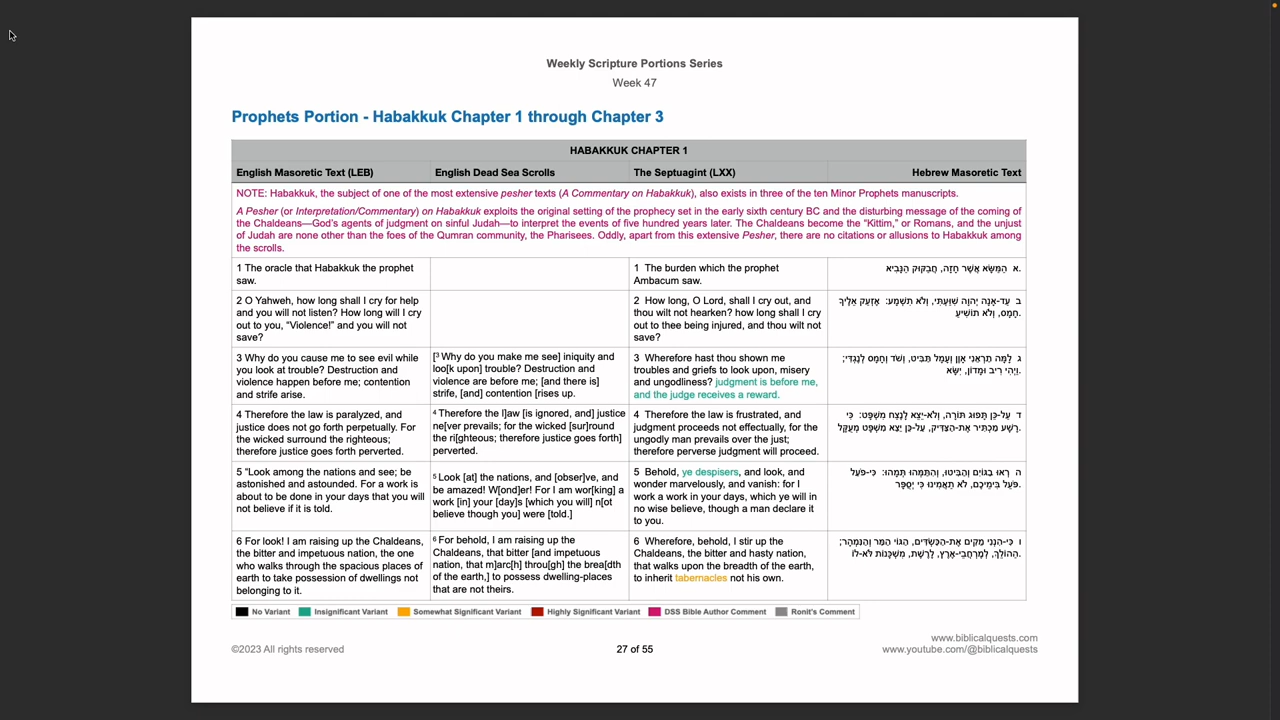 Weekly Scripture Portions Series
Week 47
Prophets Portion - Habakkuk Chapter 1 through Chapter 3
HABAKKUK CHAPTER 1
English Masoretic Text (LEB)
English Dead Sea Scrolls
The Septuagint (LXX)
Hebrew Masoretic Text
NOTE: Habakkuk, the subject of one of the most extensive pesher texts (A Commentary on Habakkuk), also exists in three of the ten Minor Prophets manuscripts.
A Pesher (or Interpretation/Commentary) on Habakkuk exploits the original setting of the prophecy set in the early sixth century BC and the disturbing message of the coming of
the Chaldeans—God's agents of judgment on sinful Judah—to interpret the events of five hundred years later. The Chaldeans become the "Kittim," or Romans, and the unjust
of Judah are none other than the foes of the Qumran community, the Pharisees. Oddly, apart from this extensive Pesher, there are no citations or allusions to Habakkuk among
the scrolls.
1 The oracle that Habakkuk the prophet
saw.
1 The burden which the prophet
Ambacum saw.
א הַמַּשָּׂא אֲשֶׁר חָזָה, חֲבַקּוּק הַנָּבִיא.
2 O Yahweh, how long shall I cry for help
and you will not listen? How long will I cry
out to you, "Violence!" and you will not
save?
2 How long, O Lord, shall I cry out, and
thou wilt not hearken? how long shall I cry
out to thee being injured, and thou wilt not
save?
ב עַד-אָנָה יְהוָה שִׁוַּעְתִּי, וְלֹא תִשְׁמָע: אֶזְעַק אֵלֶיךָ
חָמָס, וְלֹא תוֹשִׁיעַ.
3 Why do you cause me to see evil while
you look at trouble? Destruction and
violence happen before me; contention
and strife arise.
[³ Why do you make me see] iniquity and
loo[k upon] trouble? Destruction and
violence are before me; [and there is]
strife, [and] contention [rises up.
3 Wherefore hast thou shown me
troubles and griefs to look upon, misery
and ungodliness? judgment is before me,
and the judge receives a reward.
ג לָמָּה תַרְאֵנִי אָוֶן וְעָמָל תַּבִּיט, וְשֹׁד וְחָמָס לְנֶגְדִּי;
וַיְהִי רִיב וּמָדוֹן, יִשָּׂא.
4 Therefore the law is paralyzed, and
justice does not go forth perpetually. For
the wicked surround the righteous;
therefore justice goes forth perverted.
⁴ Therefore the l]aw [is ignored, and] justice
ne[ver prevails; for the wicked [sur]round
the ri[ghteous; therefore justice goes forth]
perverted.
4 Therefore the law is frustrated, and
judgment proceeds not effectually, for the
ungodly man prevails over the just;
therefore perverse judgment will proceed.
ד עַל-כֵּן תָּפוּג תּוֹרָה, וְלֹא-יֵצֵא לָנֶצַח מִשְׁפָּט: כִּי
רָשָׁע מַכְתִּיר אֶת-הַצַּדִּיק, עַל-כֵּן יֵצֵא מִשְׁפָּט מְעֻקָּל.
5 "Look among the nations and see; be
astonished and astounded. For a work is
about to be done in your days that you will
not believe if it is told.
⁵ Look [at] the nations, and [obser]ve, and
be amazed! W[ond]er! For I am wor[king] a
work [in] your [day]s [which you will] n[ot
believe though you] were [told.]
5 Behold, ye despisers, and look, and
wonder marvelously, and vanish: for I
work a work in your days, which ye will in
no wise believe, though a man declare it
to you.
ה רְאוּ בַגּוֹיִם וְהַבִּיטוּ, וְהִתַּמְּהוּ תְּמָהוּ: כִּי-פֹעַל
פֹּעֵל בִּימֵיכֶם, לֹא תַאֲמִינוּ כִּי יְסֻפָּר.
6 For look! I am raising up the Chaldeans,
the bitter and impetuous nation, the one
who walks through the spacious places of
earth to take possession of dwellings not
belonging to it.
⁶ For behold, I am raising up the
Chaldeans, that bitter [and impetuous
nation, that m]arc[h] throu[gh] the brea[dth
of the earth,] to possess dwelling-places
that are not theirs.
6 Wherefore, behold, I stir up the
Chaldeans, the bitter and hasty nation,
that walks upon the breadth of the earth,
to inherit tabernacles not his own.
ו כִּי-הִנְנִי מֵקִים אֶת-הַכַּשְׂדִּים, הַגּוֹי הַמַּר וְהַנִּמְהָר;
הַהוֹלֵךְ, לְמֶרְחֲבֵי-אֶרֶץ, לָרֶשֶׁת, מִשְׁכָּנוֹת לֹּא-לוֹ.
No Variant Insignificant Variant Somewhat Significant Variant Highly Significant Variant DSS Bible Author Comment Ronit's Comment
www.biblicalquests.com
©2023 All rights reserved 27 of 55 www.youtube.com/@biblicalquests